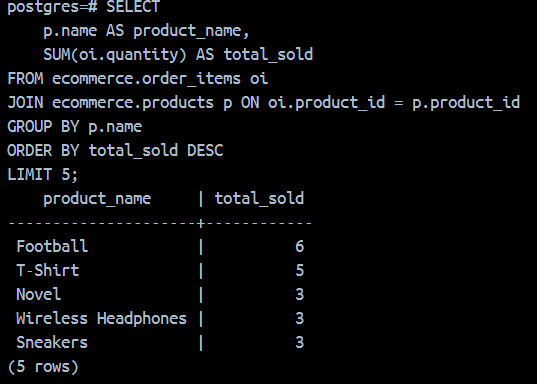 postgres=# SELECT
    p.name AS product_name,
    SUM(oi.quantity) AS total_sold
FROM ecommerce.order_items oi
JOIN ecommerce.products p ON oi.product_id = p.product_id
GROUP BY p.name
ORDER BY total_sold DESC
LIMIT 5;
    product_name     | total_sold
---------------------+------------
 Football            |          6
 T-Shirt             |          5
 Novel               |          3
 Wireless Headphones |          3
 Sneakers            |          3
(5 rows)